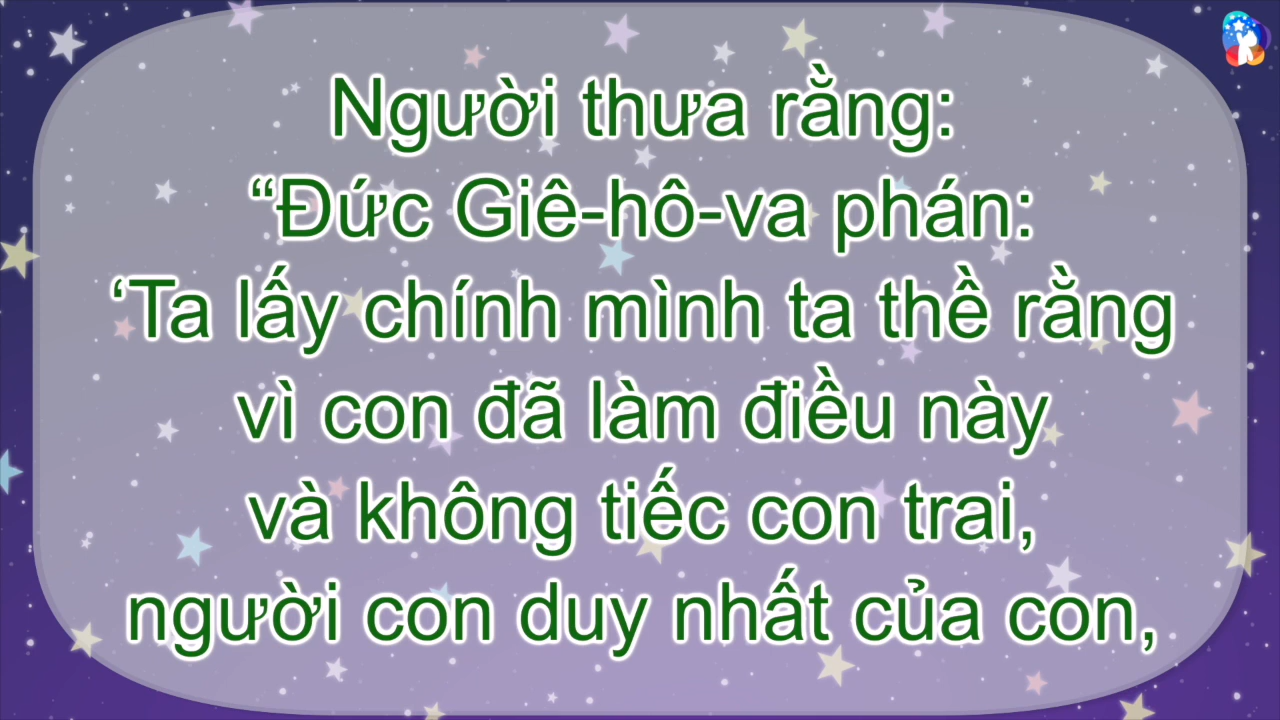 Người thưa rằng:
“Đức Giê-hô-va phán:
‘Ta lấy chính mình ta thề rằng
vì con đã làm điều này
và không tiếc con trai,
người con duy nhất của con,